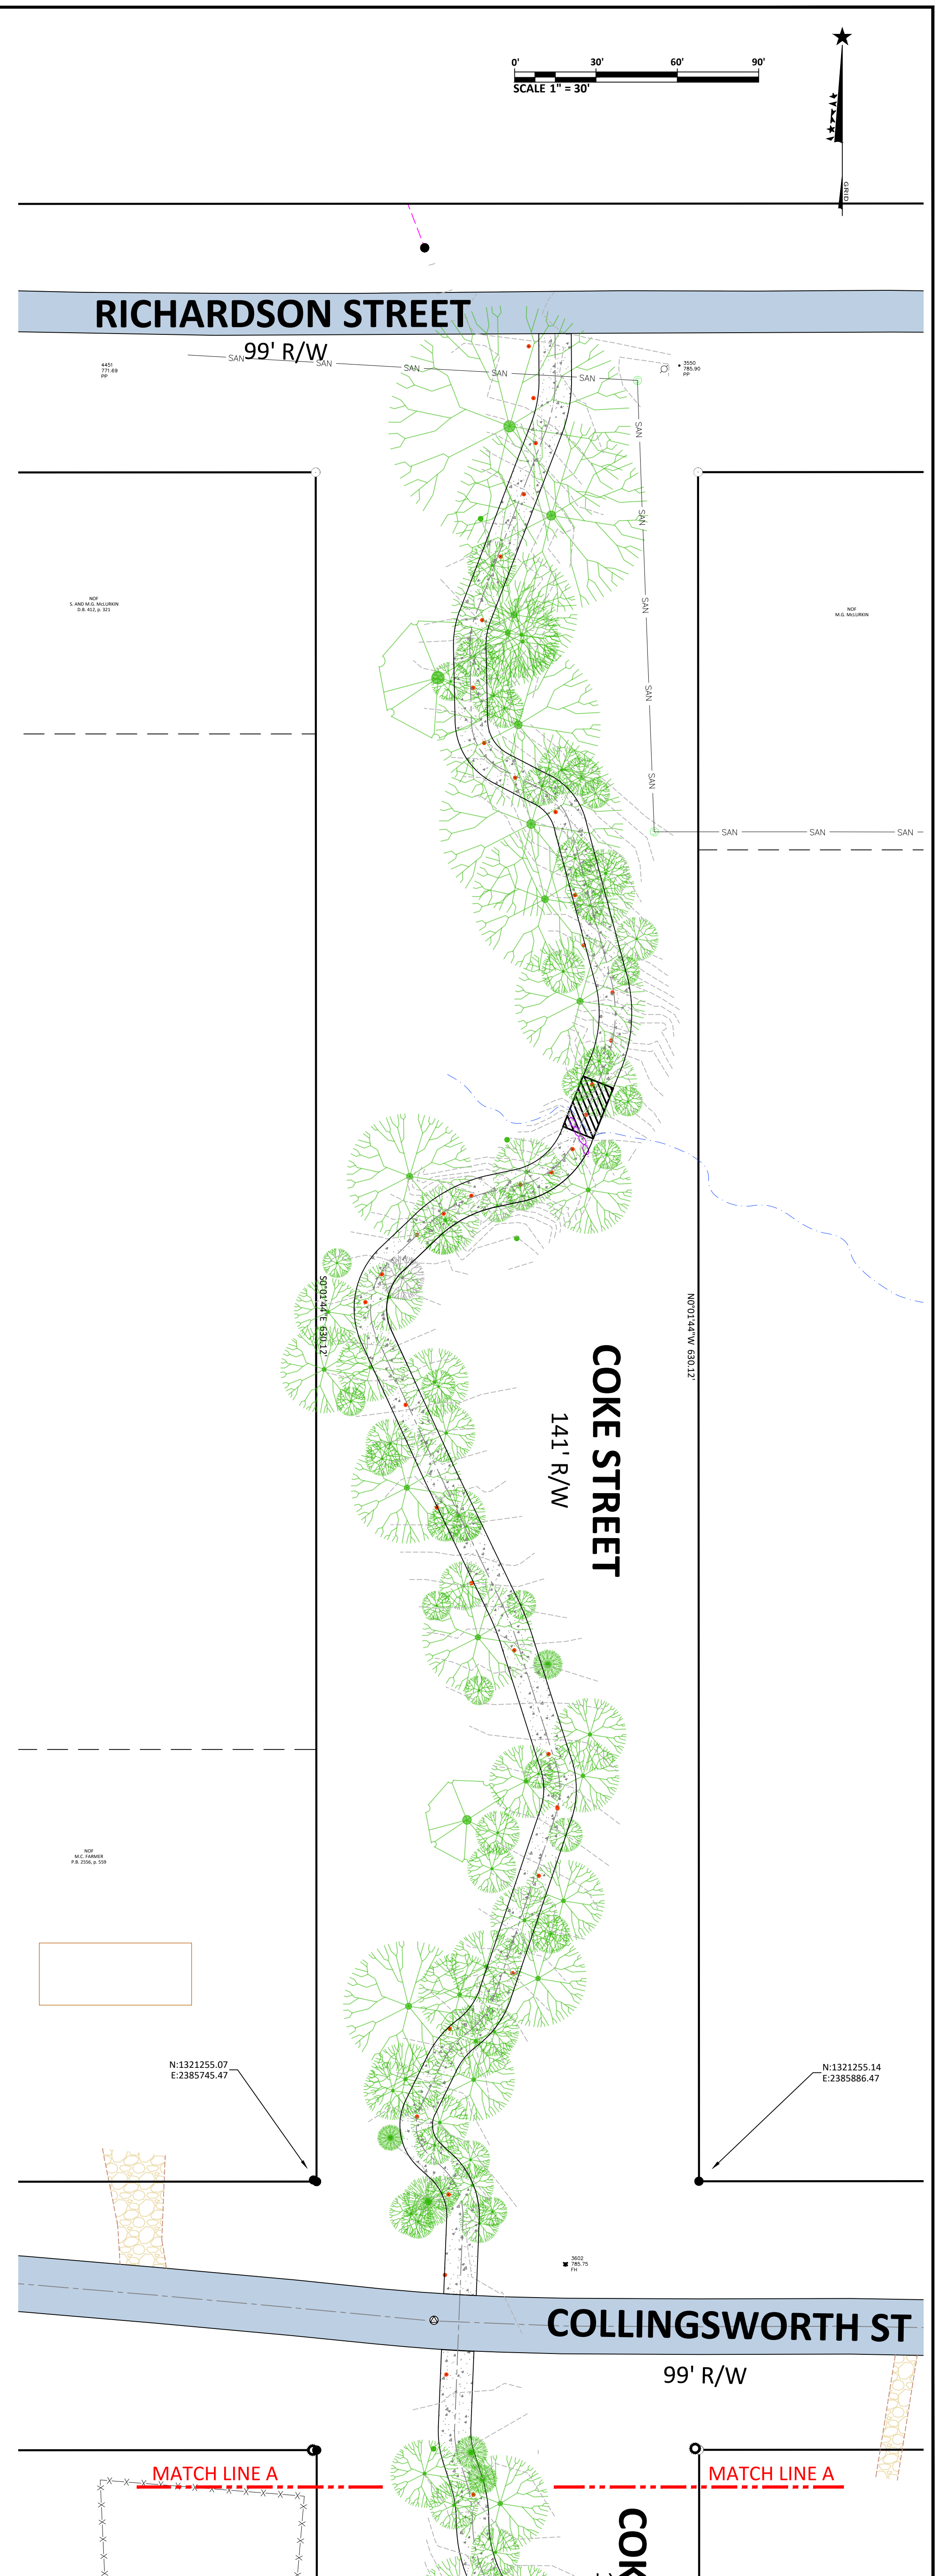 0' 30' 60' 90'
SCALE 1" = 30'
GRID
RICHARDSON STREET
99' R/W
SAN SAN SAN SAN SAN
4451
771.69
PP
3550
785.90
PP
SAN
SAN
SAN
SAN
SAN
NOF
S. AND M.G. McLURKIN
D.B. 412, p. 321
NOF
M.G. McLURKIN
SAN SAN SAN
S0°01'44"E 630.12'
N0°01'44"W 630.12'
COKE STREET
141' R/W
NOF
M.C. FARMER
P.B. 2556, p. 559
N:1321255.07
E:2385745.47
N:1321255.14
E:2385886.47
3602
785.75
FH
COLLINGSWORTH ST
99' R/W
MATCH LINE A MATCH LINE A
COK